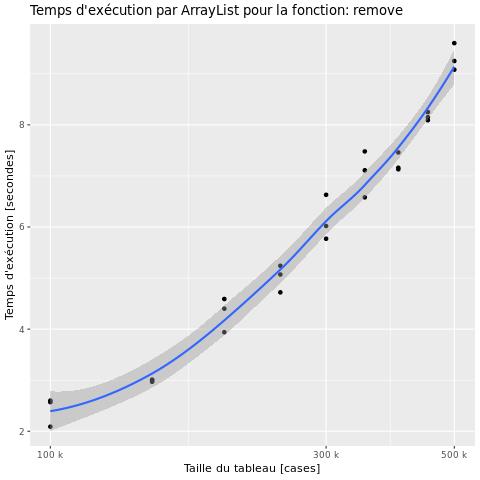 Temps d'exécution par ArrayList pour la fonction: remove
Temps d'exécution [secondes]
8
6
4
2
100 k
300 k
500 k
Taille du tableau [cases]